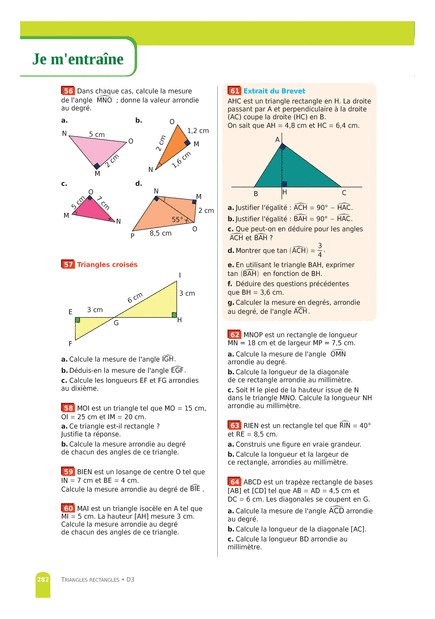 Je m'entraîne
56 Dans chaque cas, calcule la mesure
de l'angle MNO ; donne la valeur arrondie
au degré.
a.
b.
N
5 cm
O
2 cm
M
O
1,2 cm
2 cm
M
N
1,6 cm
c.
d.
O
2 cm
M
N
N
M
2 cm
55°
O
P
8,5 cm
57 Triangles croisés
I
6 cm
3 cm
3 cm
E
G
H
F
a. Calcule la mesure de l'angle IGH.
b. Déduis-en la mesure de l'angle EGF.
c. Calcule les longueurs EF et FG arrondies
au dixième.
58 MOI est un triangle tel que MO = 15 cm,
OI = 25 cm et IM = 20 cm.
a. Ce triangle est-il rectangle ?
Justifie ta réponse.
b. Calcule la mesure arrondie au degré
de chacun des angles de ce triangle.
59 BIEN est un losange de centre O tel que
IN = 7 cm et BE = 4 cm.
Calcule la mesure arrondie au degré de BIE .
60 MAI est un triangle isocèle en A tel que
MI = 5 cm. La hauteur [AH] mesure 3 cm.
Calcule la mesure arrondie au degré
de chacun des angles de ce triangle.
61 Extrait du Brevet
AHC est un triangle rectangle en H. La droite
passant par A et perpendiculaire à la droite
(AC) coupe la droite (HC) en B.
On sait que AH = 4,8 cm et HC = 6,4 cm.
A
B
H
C
a. Justifier l'égalité : ACH = 90° − HAC.
b. Justifier l'égalité : BAH = 90° − HAC.
c. Que peut-on en déduire pour les angles
ACH et BAH ?
d. Montrer que tan (ACH) = 3/4.
e. En utilisant le triangle BAH, exprimer
tan (BAH) en fonction de BH.
f. Déduire des questions précédentes
que BH = 3,6 cm.
g. Calculer la mesure en degrés, arrondie
au degré, de l'angle ACH.
62 MNOP est un rectangle de longueur
MN = 18 cm et de largeur MP = 7,5 cm.
a. Calcule la mesure de l'angle OMN
arrondie au degré.
b. Calcule la longueur de la diagonale
de ce rectangle arrondie au millimètre.
c. Soit H le pied de la hauteur issue de N
dans le triangle MNO. Calcule la longueur NH
arrondie au millimètre.
63 RIEN est un rectangle tel que RIN = 40°
et RE = 8,5 cm.
a. Construis une figure en vraie grandeur.
b. Calcule la longueur et la largeur de
ce rectangle, arrondies au millimètre.
64 ABCD est un trapèze rectangle de bases
[AB] et [CD] tel que AB = AD = 4,5 cm et
DC = 6 cm. Les diagonales se coupent en G.
a. Calcule la mesure de l'angle ACD arrondie
au degré.
b. Calcule la longueur de la diagonale [AC].
c. Calcule la longueur BD arrondie au
millimètre.
282 TRIANGLES RECTANGLES • D3